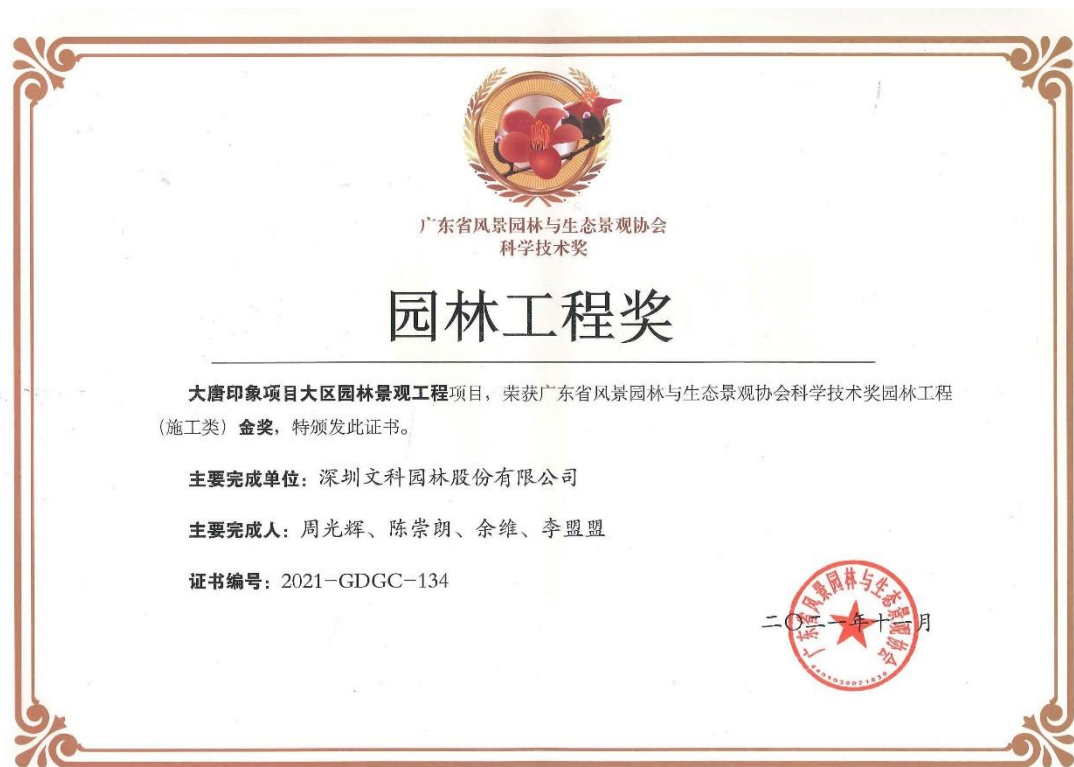 广东省风景园林与生态景观协会
科学技术奖
园林工程奖
大唐印象项目大区园林景观工程项目，荣获广东省风景园林与生态景观协会科学技术奖园林工程
（施工类）金奖，特颁发此证书。
主要完成单位：深圳文科园林股份有限公司
主要完成人：周光辉、陈崇朗、余维、李盟盟
证书编号：2021-GDGC-134
广东省风景园林与生态景观协会
二〇二一年十一月